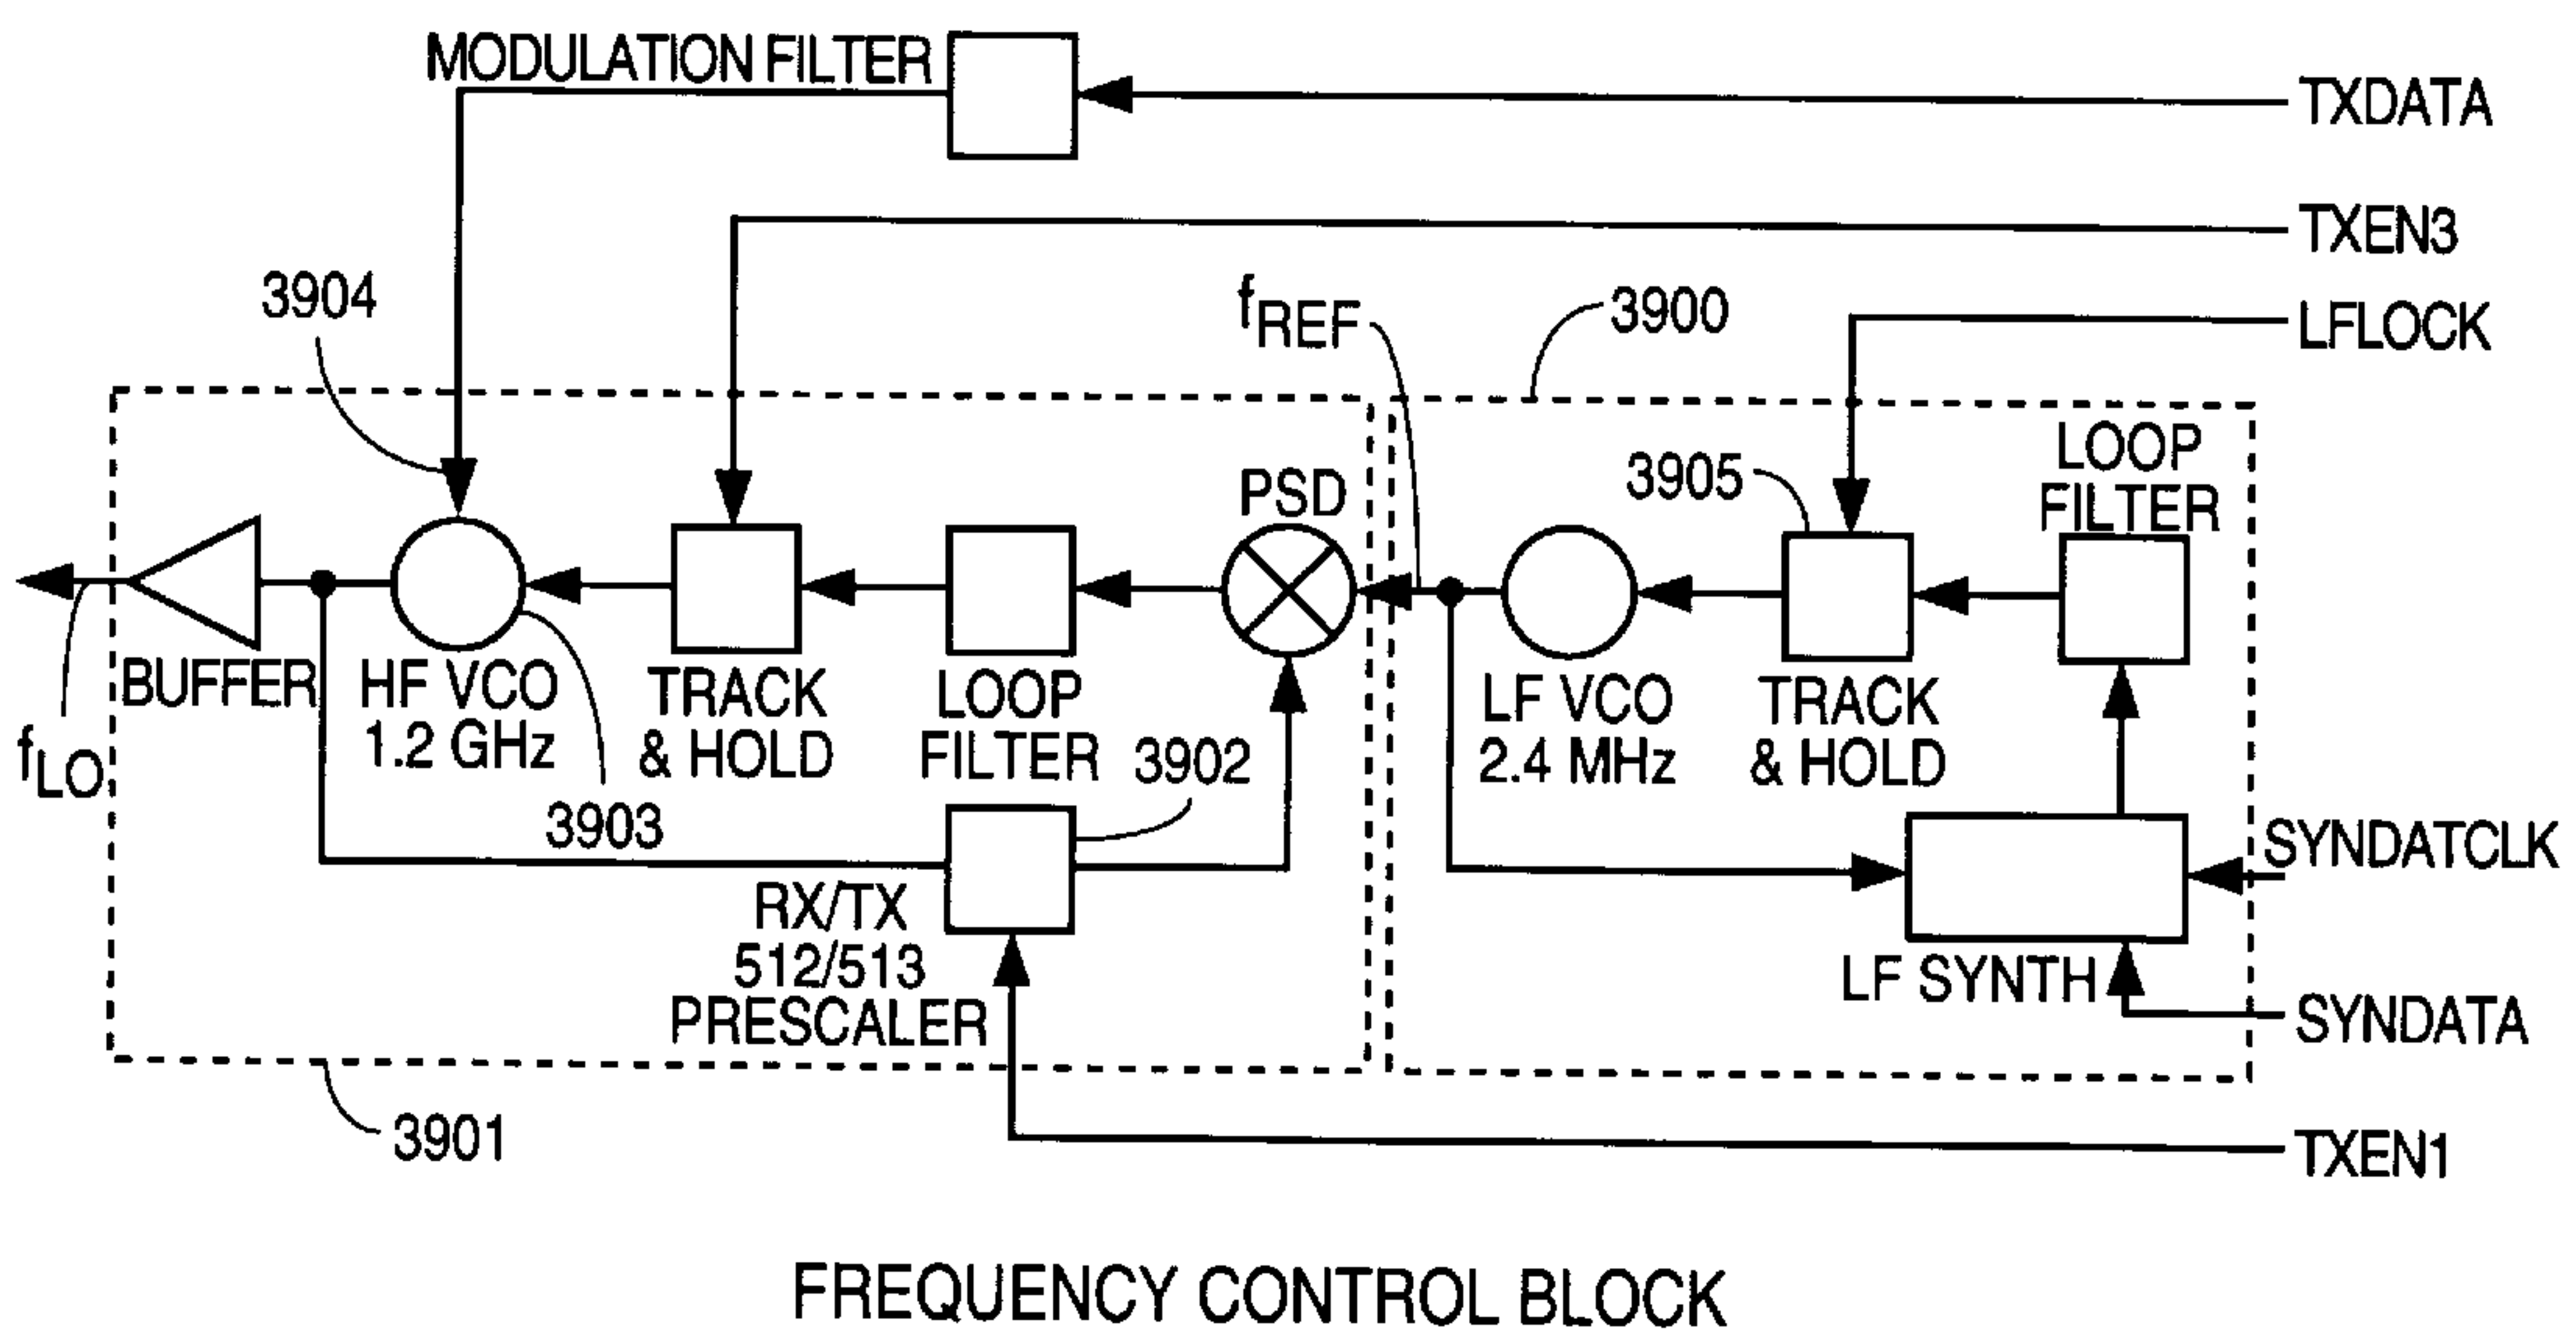 MODULATION FILTER
TXDATA
TXEN3
3904
fREF
3900
LFLOCK
LOOP
FILTER
3905
PSD
BUFFER
HF VCO
1.2 GHz
TRACK
& HOLD
LOOP
FILTER
LF VCO
2.4 MHz
TRACK
& HOLD
fLO
3903
3902
SYNDATCLK
RX/TX
512/513
PRESCALER
LF SYNTH
SYNDATA
3901
TXEN1
FREQUENCY CONTROL BLOCK